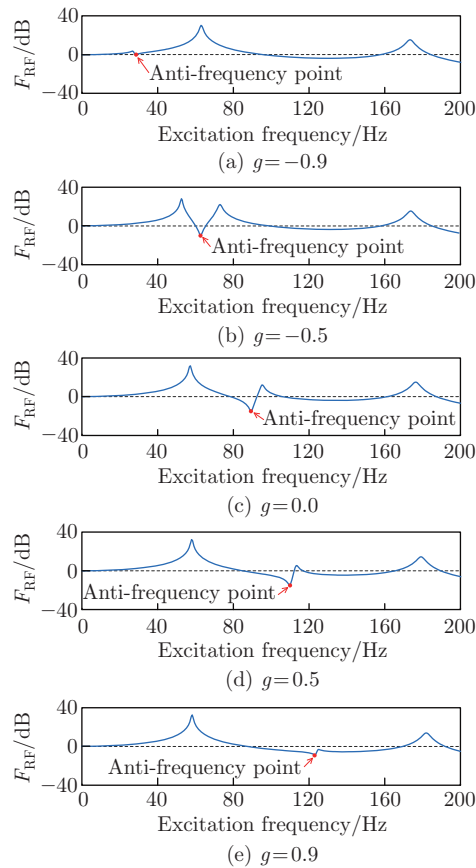 40
0
−40
F_RF/dB
Anti-frequency point
0 40 80 120 160 200
Excitation frequency/Hz
(a) g=−0.9
40
0
−40
F_RF/dB
Anti-frequency point
0 40 80 120 160 200
Excitation frequency/Hz
(b) g=−0.5
40
0
−40
F_RF/dB
Anti-frequency point
0 40 80 120 160 200
Excitation frequency/Hz
(c) g=0.0
40
0
−40
F_RF/dB
Anti-frequency point
0 40 80 120 160 200
Excitation frequency/Hz
(d) g=0.5
40
0
−40
F_RF/dB
Anti-frequency point
0 40 80 120 160 200
Excitation frequency/Hz
(e) g=0.9